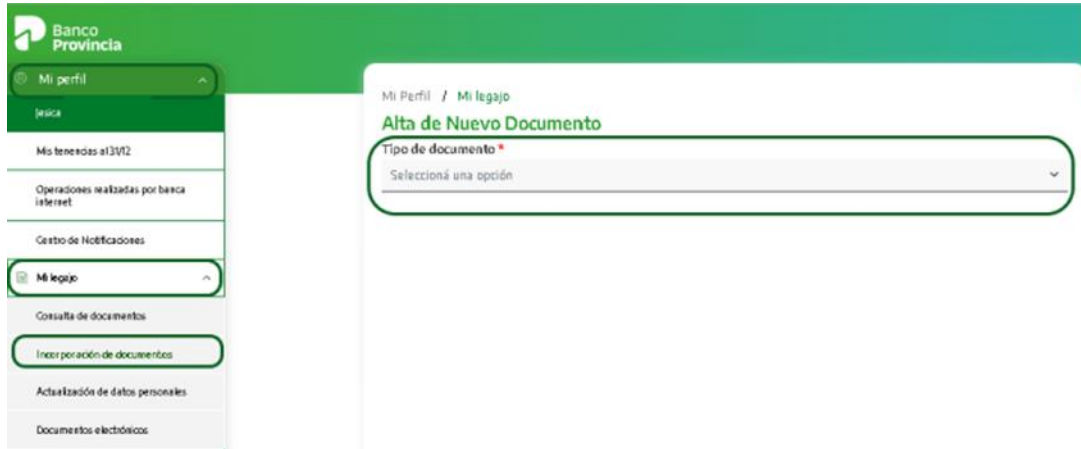 Banco
Provincia
Mi perfil
Jesica
Mis tenencias al 31/12
Operaciones realizadas por banca
internet
Centro de Notificaciones
Mi legajo
Consulta de documentos
Incorporación de documentos
Actualización de datos personales
Documentos electrónicos
Mi Perfil / Mi legajo
Alta de Nuevo Documento
Tipo de documento *
Seleccioná una opción